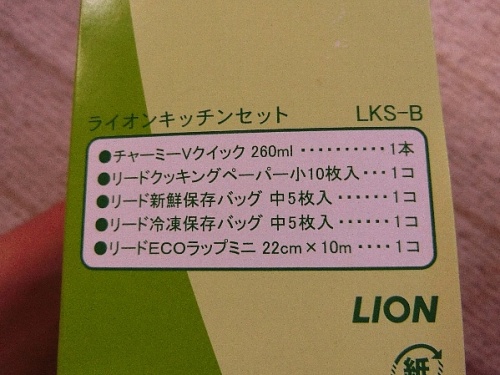 ライオンキッチンセット LKS-B
●チャーミーVクイック 260ml ・・・・・・・・・・ 1本
●リードクッキングペーパー小10枚入・・・1コ
●リード新鮮保存バッグ 中5枚入・・・・・・1コ
●リード冷凍保存バッグ 中5枚入・・・・・・1コ
●リードECOラップミニ 22cm×10m・・・・1コ
LION
紙